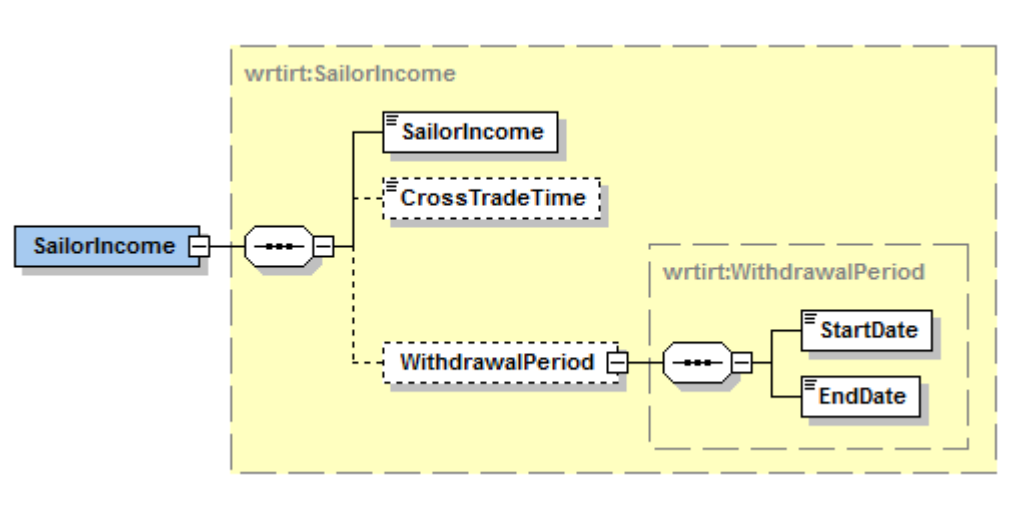 wrtirt:SailorIncome
SailorIncome
CrossTradeTime
SailorIncome
wrtirt:WithdrawalPeriod
StartDate
WithdrawalPeriod
EndDate